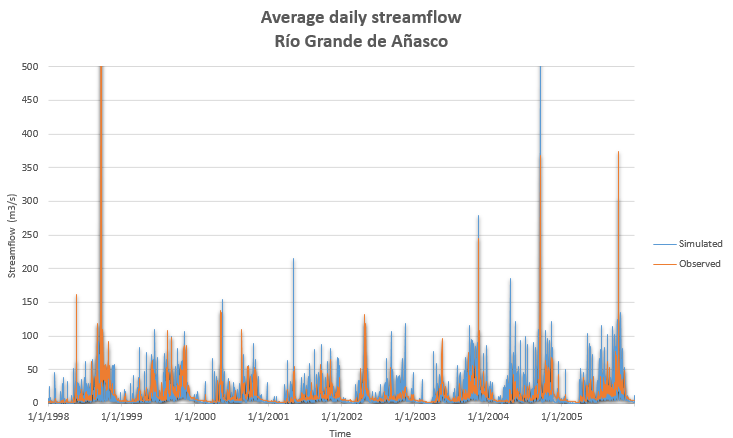 Average daily streamflow
Río Grande de Añasco
500
450
400
350
300
250
200
150
100
50
0
Streamflow (m3/s)
1/1/1998 1/1/1999 1/1/2000 1/1/2001 1/1/2002 1/1/2003 1/1/2004 1/1/2005
Time
Simulated
Observed